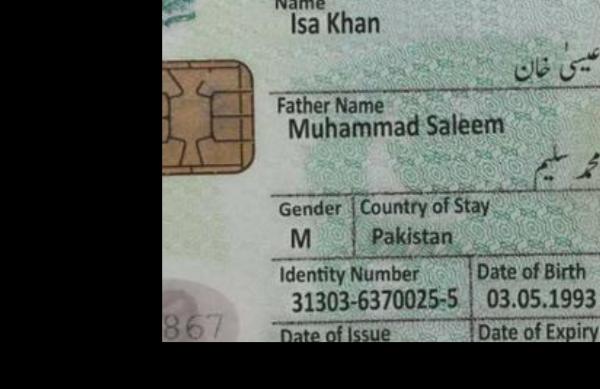 Name
Isa Khan
عیسیٰ خان
Father Name
Muhammad Saleem
محمد سلیم
Gender Country of Stay
M Pakistan
Identity Number Date of Birth
31303-6370025-5 03.05.1993
867
Date of Issue Date of Expiry